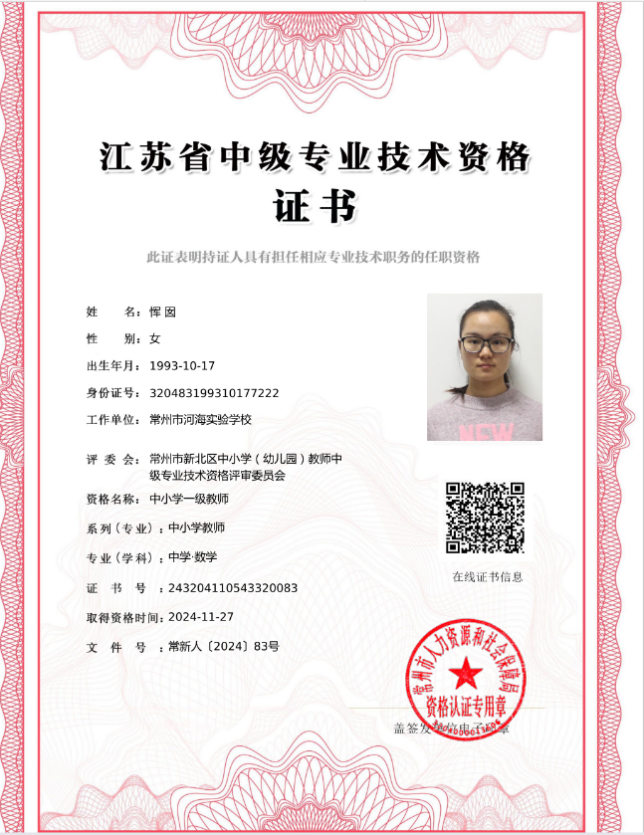 江苏省中级专业技术资格
证书
此证表明持证人具有担任相应专业技术职务的任职资格
姓 名：恽囡
性 别：女
出生年月：1993-10-17
身份证号：320483199310177222
工作单位：常州市河海实验学校
评 委 会：常州市新北区中小学（幼儿园）教师中
级专业技术资格评审委员会
资格名称：中小学一级教师
系列(专业)：中小学教师
专业(学科)：中学·数学
证 书 号：243204110543320083
取得资格时间：2024-11-27
文 件 号：常新人〔2024〕83号
NEW
在线证书信息
常州市人力资源和社会保障局
资格认证专用章
盖签发单位电子印章